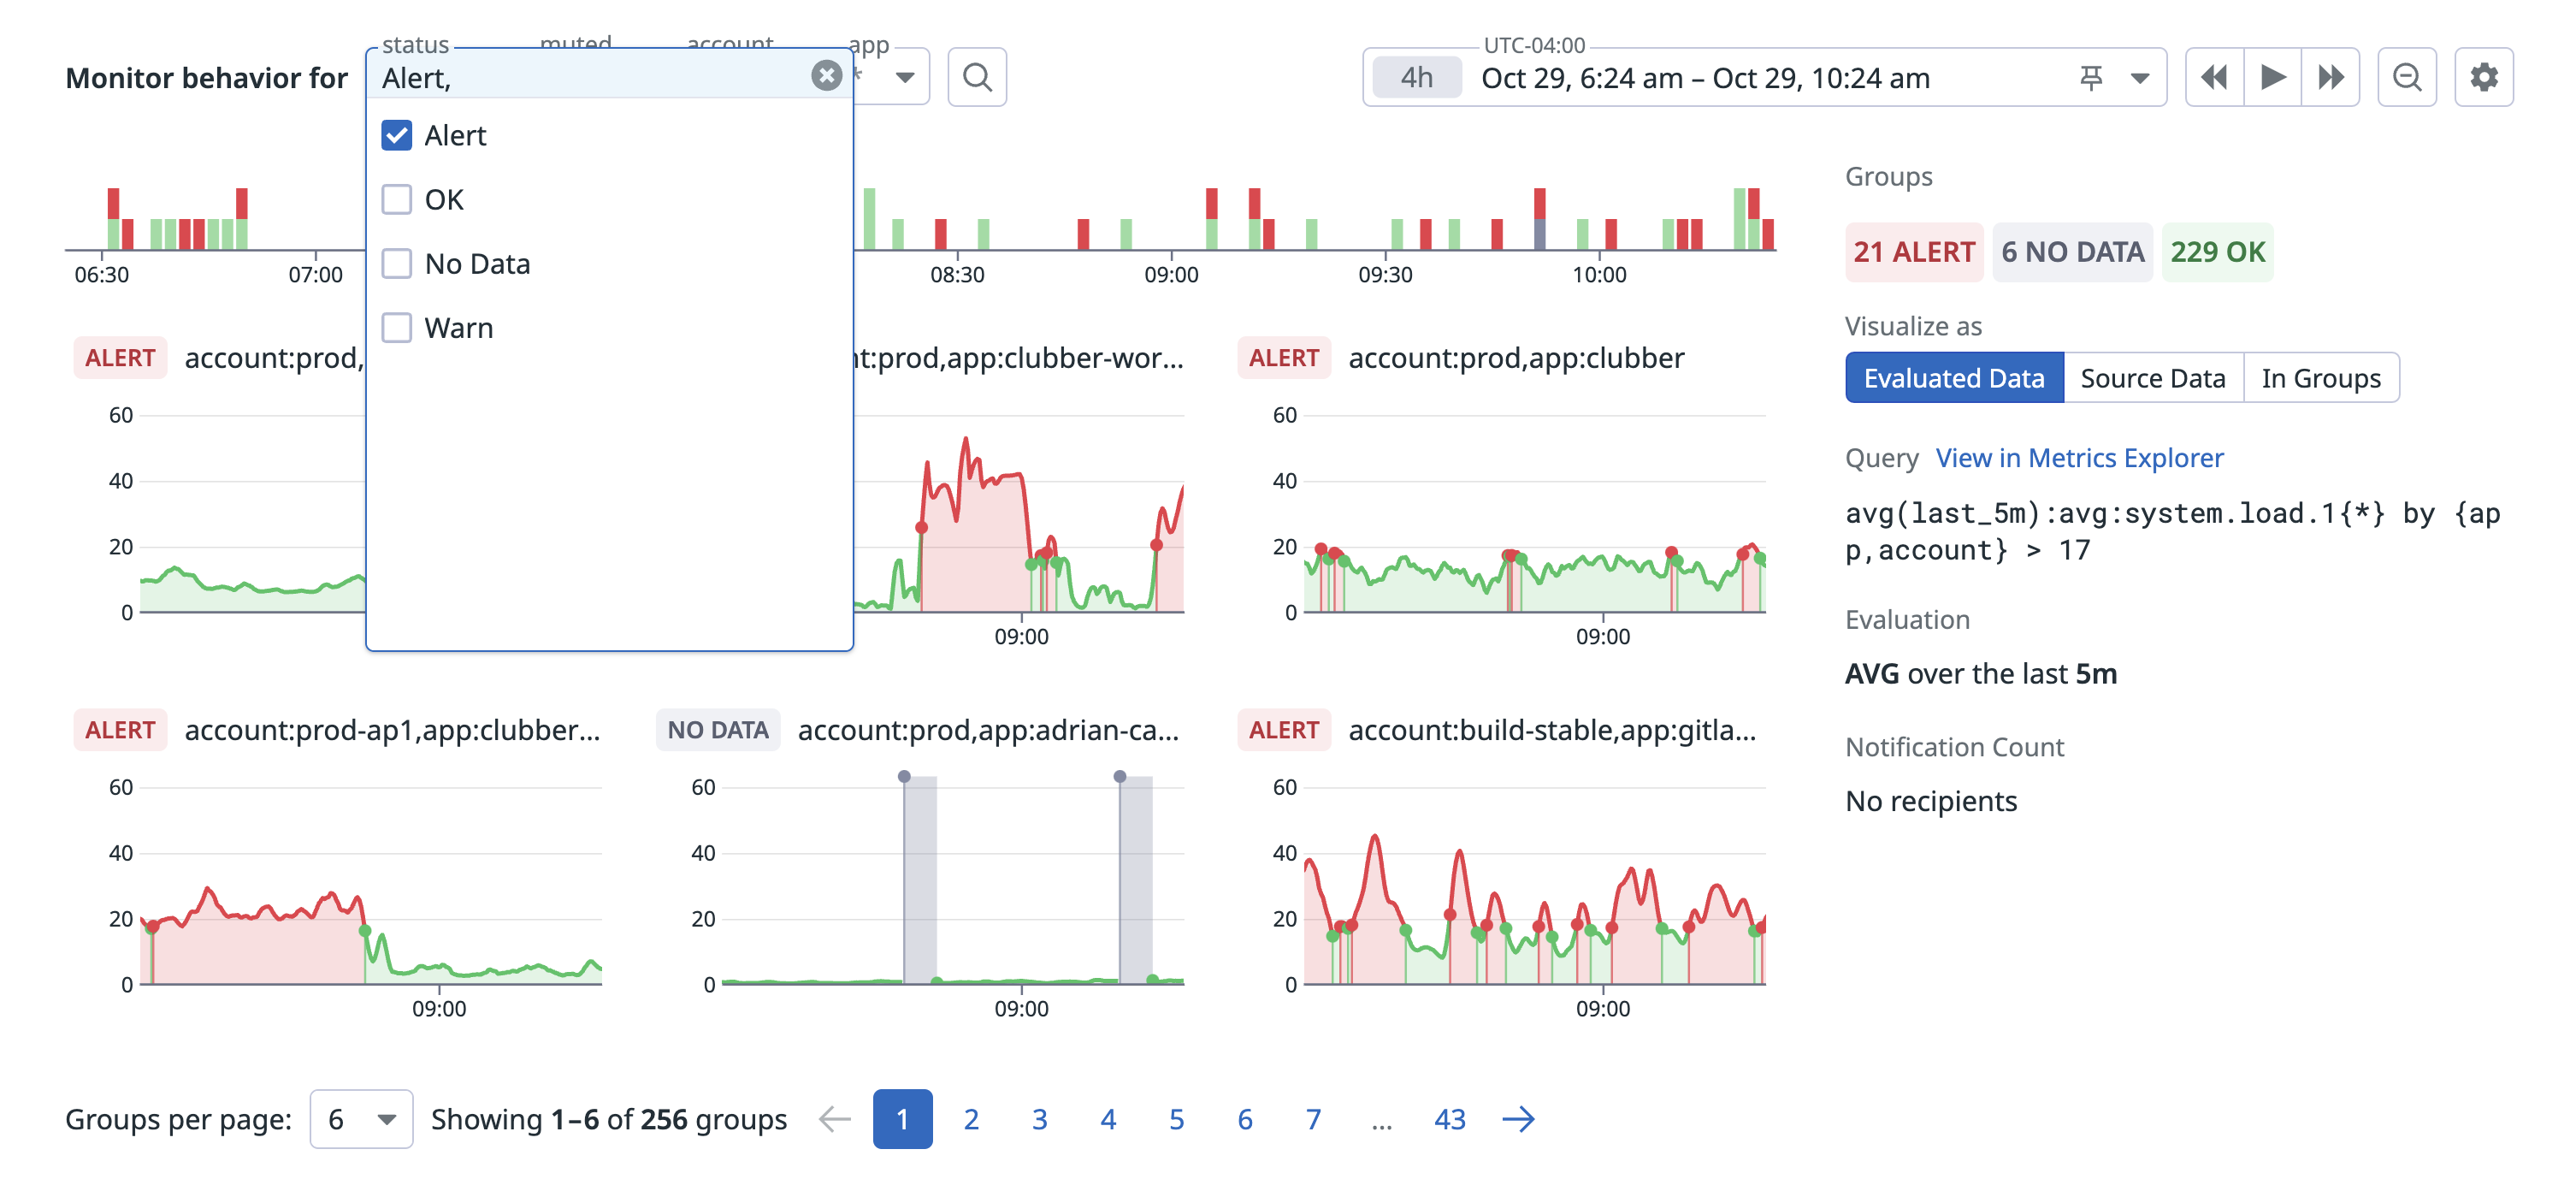 status muted account app
UTC-04:00
Monitor behavior for Alert, * 4h Oct 29, 6:24 am – Oct 29, 10:24 am
Alert
OK
No Data
Warn
06:30 07:00 08:30 09:00 09:30 10:00
Groups
21 ALERT 6 NO DATA 229 OK
Visualize as
Evaluated Data Source Data In Groups
Query View in Metrics Explorer
avg(last_5m):avg:system.load.1{*} by {ap
p,account} > 17
Evaluation
AVG over the last 5m
Notification Count
No recipients
ALERT account:prod,
60
40
20
0
nt:prod,app:clubber-wor...
09:00
ALERT account:prod,app:clubber
60
40
20
0
09:00
ALERT account:prod-ap1,app:clubber...
60
40
20
0
09:00
NO DATA account:prod,app:adrian-ca...
60
40
20
0
09:00
ALERT account:build-stable,app:gitla...
60
40
20
0
09:00
Groups per page: 6 Showing 1–6 of 256 groups 1 2 3 4 5 6 7 ... 43